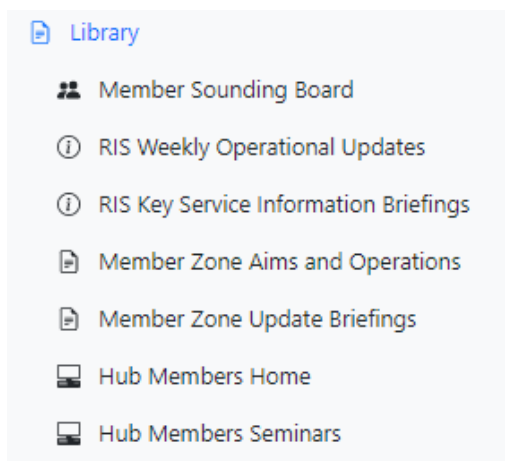 Library
Member Sounding Board
RIS Weekly Operational Updates
RIS Key Service Information Briefings
Member Zone Aims and Operations
Member Zone Update Briefings
Hub Members Home
Hub Members Seminars